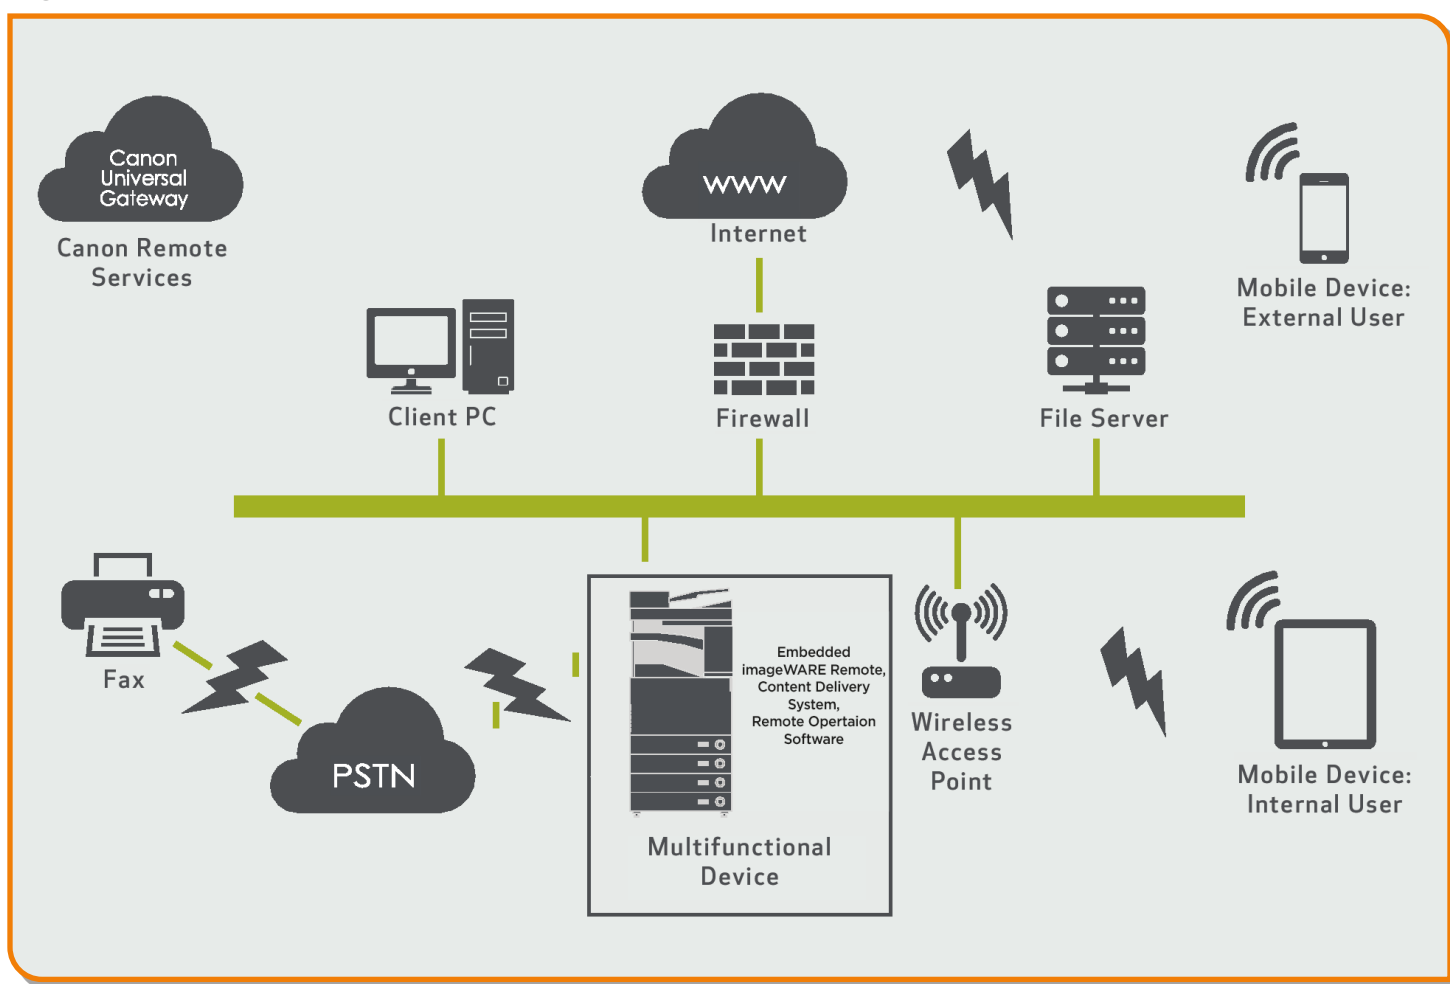 Canon
Universal
Gateway
Canon Remote
Services
WWW
Internet
Mobile Device:
External User
Client PC
Firewall
File Server
Fax
PSTN
Embedded
imageWARE Remote,
Content Delivery
System,
Remote Opertaion
Software
Multifunctional
Device
Wireless
Access
Point
Mobile Device:
Internal User